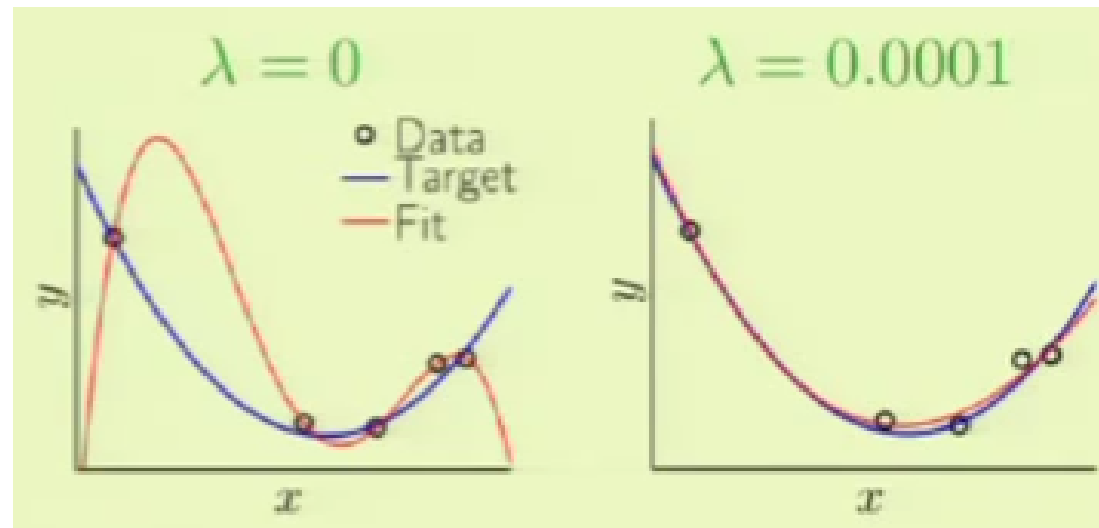 λ = 0
Data
Target
Fit
y
x
λ = 0.0001
y
x